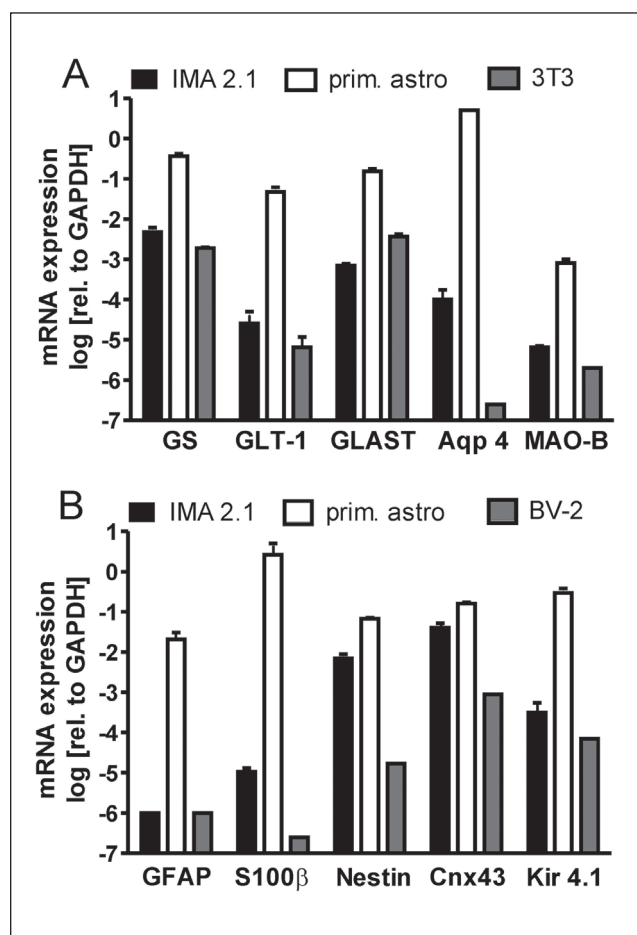 A
IMA 2.1 prim. astro 3T3
mRNA expression
log [rel. to GAPDH]
1
0
-1
-2
-3
-4
-5
-6
-7
GS GLT-1 GLAST Aqp 4 MAO-B
B
IMA 2.1 prim. astro BV-2
mRNA expression
log [rel. to GAPDH]
1
0
-1
-2
-3
-4
-5
-6
-7
GFAP S100β Nestin Cnx43 Kir 4.1